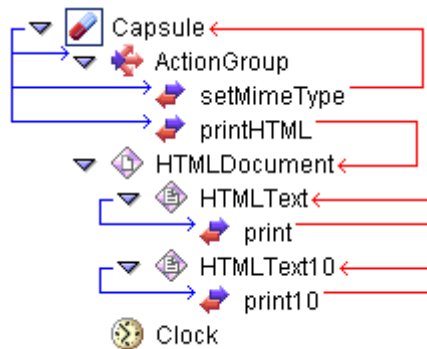 Capsule
ActionGroup
setMimeType
printHTML
HTMLDocument
HTMLText
print
HTMLText10
print10
Clock